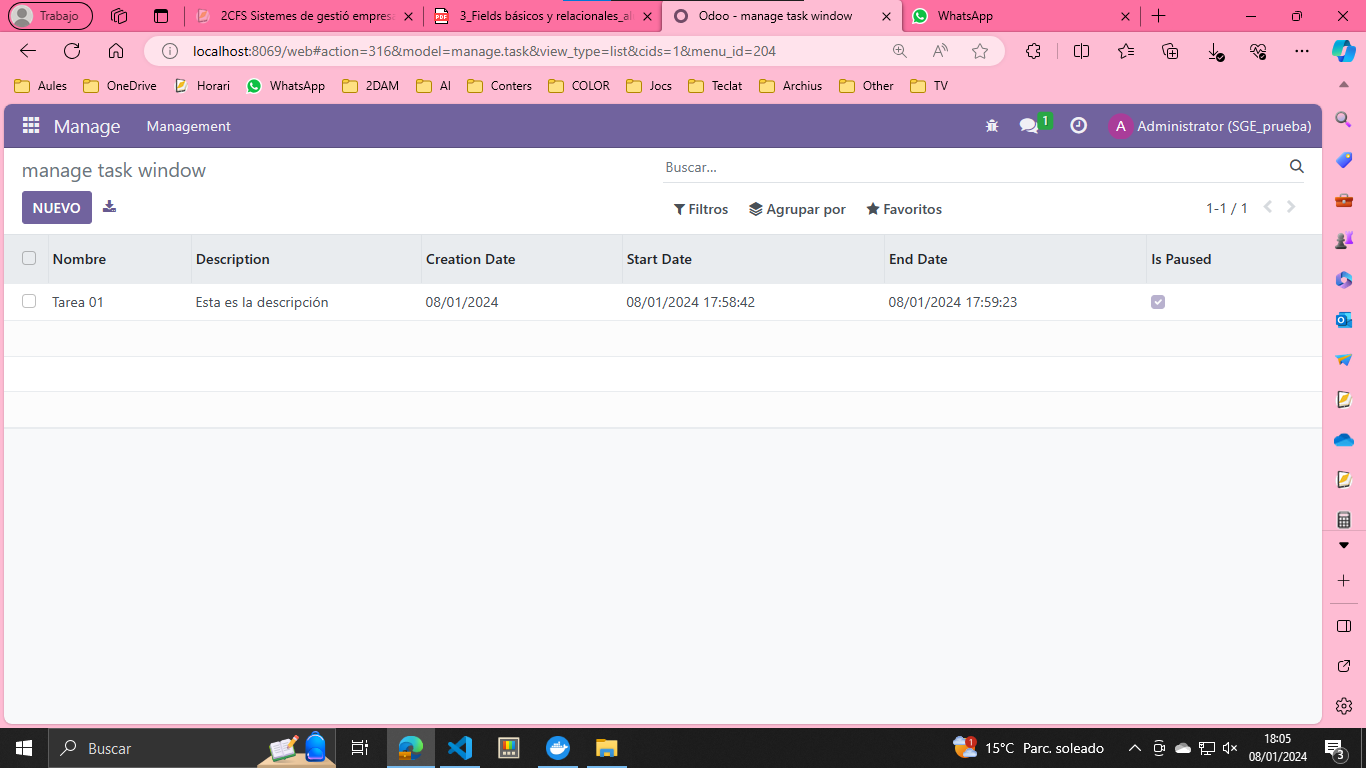 Trabajo
2CFS Sistemes de gestió empresa
3_Fields básicos y relacionales_al
Odoo - manage task window
WhatsApp
localhost:8069/web#action=316&model=manage.task&view_type=list&cids=1&menu_id=204
Aules OneDrive Horari WhatsApp 2DAM AI Conters COLOR Jocs Teclat Archius Other TV
Manage Management 1 A Administrator (SGE_prueba)
manage task window Buscar...
NUEVO Filtros Agrupar por Favoritos 1-1 / 1
Nombre Description Creation Date Start Date End Date Is Paused
Tarea 01 Esta es la descripción 08/01/2024 08/01/2024 17:58:42 08/01/2024 17:59:23
Buscar 1 15°C Parc. soleado 18:05
08/01/2024 3